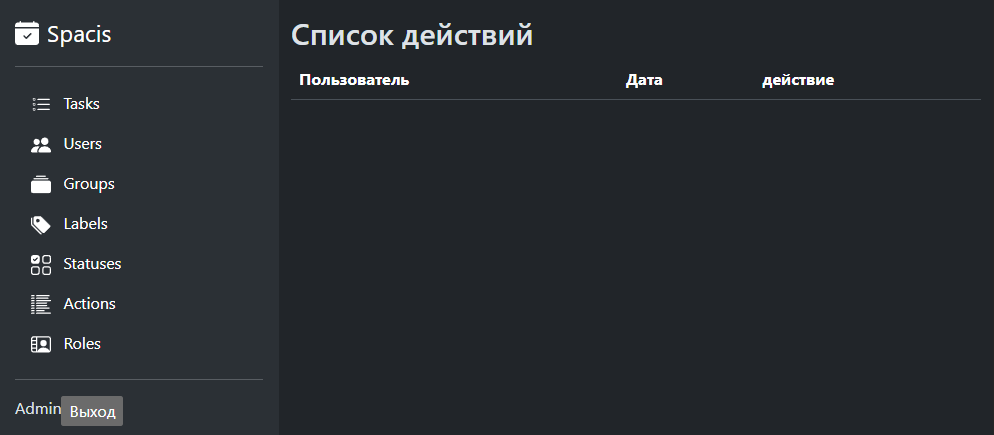 Spacis
Tasks
Users
Groups
Labels
Statuses
Actions
Roles
Admin Выход
Список действий
Пользователь Дата действие